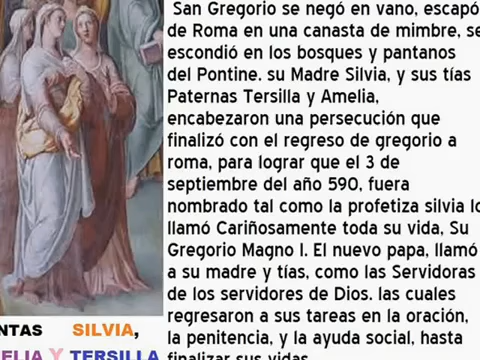 San Gregorio se negó en vano, escapó
de Roma en una canasta de mimbre, se
escondió en los bosques y pantanos
del Pontine. su Madre Silvia, y sus tías
Paternas Tersilla y Amelia,
encabezaron una persecución que
finalizó con el regreso de gregorio a
roma, para lograr que el 3 de
septiembre del año 590, fuera
nombrado tal como la profetiza silvia lo
llamó Cariñosamente toda su vida, Su
Gregorio Magno I. El nuevo papa, llamó
a su madre y tías, como las Servidoras
de los servidores de Dios. las cuales
regresaron a sus tareas en la oración,
la penitencia, y la ayuda social, hasta
finalizar sus vidas
NTAS SILVIA,
ELIA Y TERSILLA